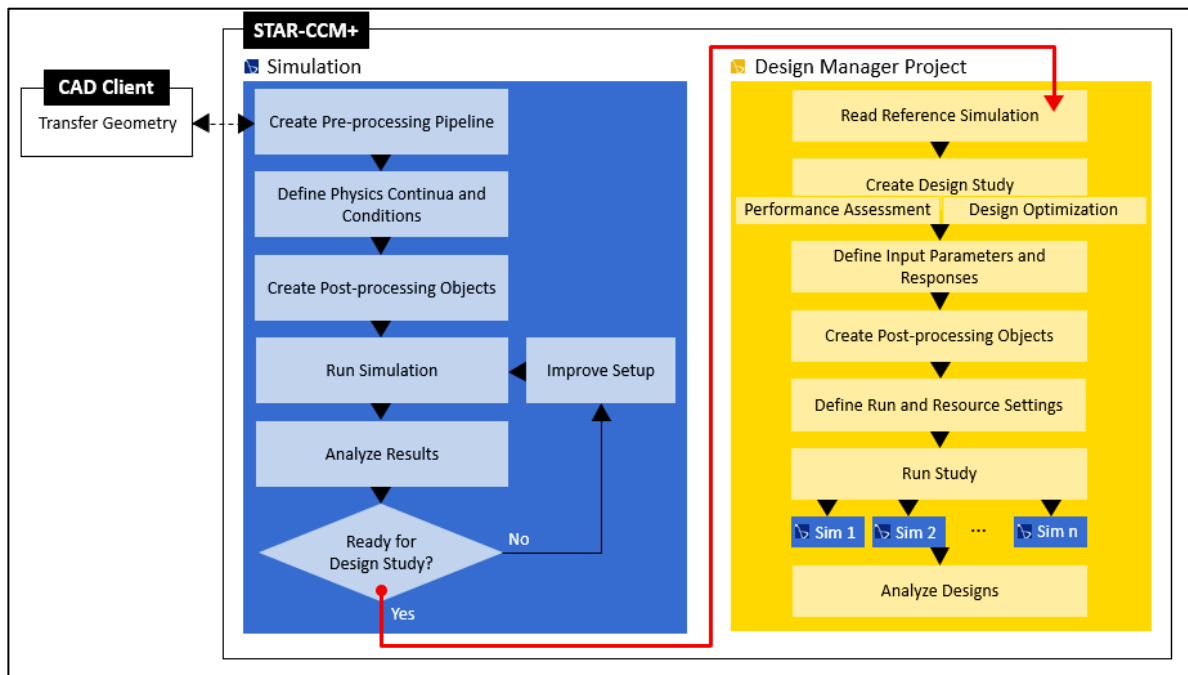 STAR-CCM+
CAD Client
Transfer Geometry
Simulation
Create Pre-processing Pipeline
Define Physics Continua and
Conditions
Create Post-processing Objects
Run Simulation
Improve Setup
Analyze Results
Ready for
Design Study?
No
Yes
Design Manager Project
Read Reference Simulation
Create Design Study
Performance Assessment
Design Optimization
Define Input Parameters and
Responses
Create Post-processing Objects
Define Run and Resource Settings
Run Study
Sim 1
Sim 2
...
Sim n
Analyze Designs